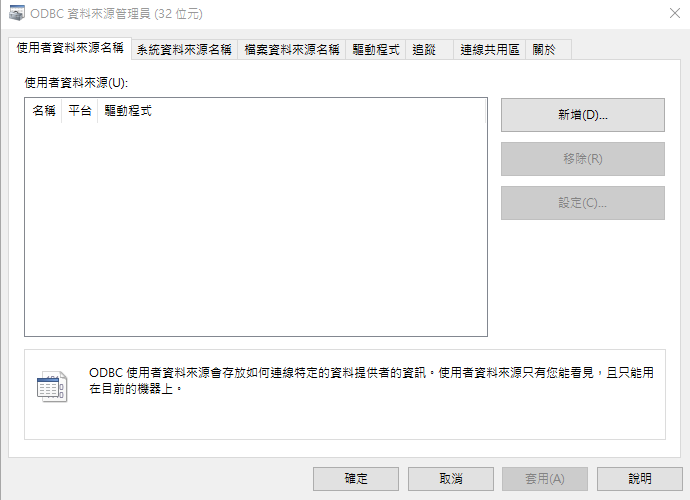 ODBC 資料來源管理員 (32 位元)
使用者資料來源名稱 系統資料來源名稱 檔案資料來源名稱 驅動程式 追蹤 連線共用區 關於
使用者資料來源(U):
名稱 平台 驅動程式
新增(D)...
移除(R)
設定(C)...
ODBC 使用者資料來源會存放如何連線特定的資料提供者的資訊。使用者資料來源只有您能看見，且只能用
在目前的機器上。
確定 取消 套用(A) 說明